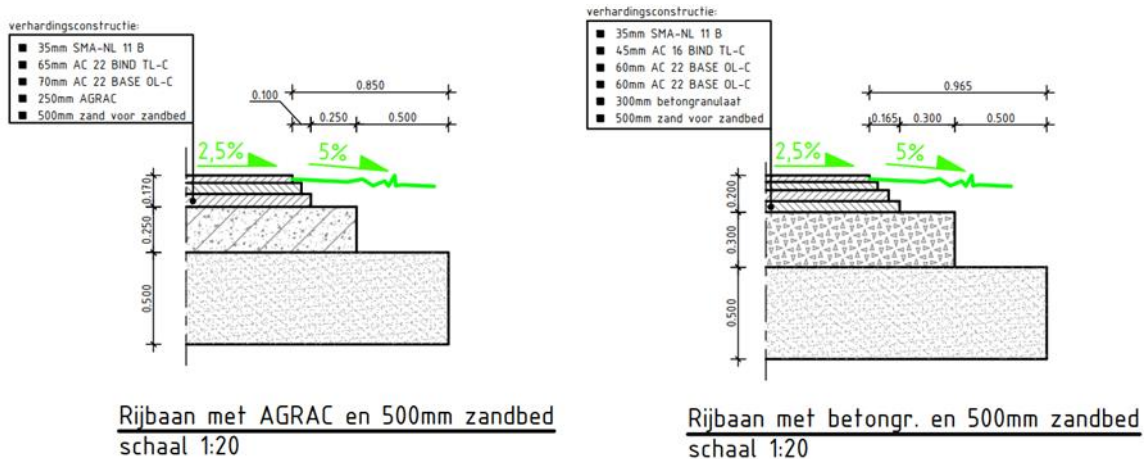 verhardingsconstructie:
35mm SMA-NL 11 B
65mm AC 22 BIND TL-C
70mm AC 22 BASE OL-C
250mm AGRAC
500mm zand voor zandbed
0.850
0.100
0.250
0.500
2,5%
5%
0.170
0.250
0.500
Rijbaan met AGRAC en 500mm zandbed
schaal 1:20
verhardingsconstructie:
35mm SMA-NL 11 B
45mm AC 16 BIND TL-C
60mm AC 22 BASE OL-C
60mm AC 22 BASE OL-C
300mm betongranulaat
500mm zand voor zandbed
0.965
0.165
0.300
0.500
2,5%
5%
0.200
0.300
0.500
Rijbaan met betongr. en 500mm zandbed
schaal 1:20